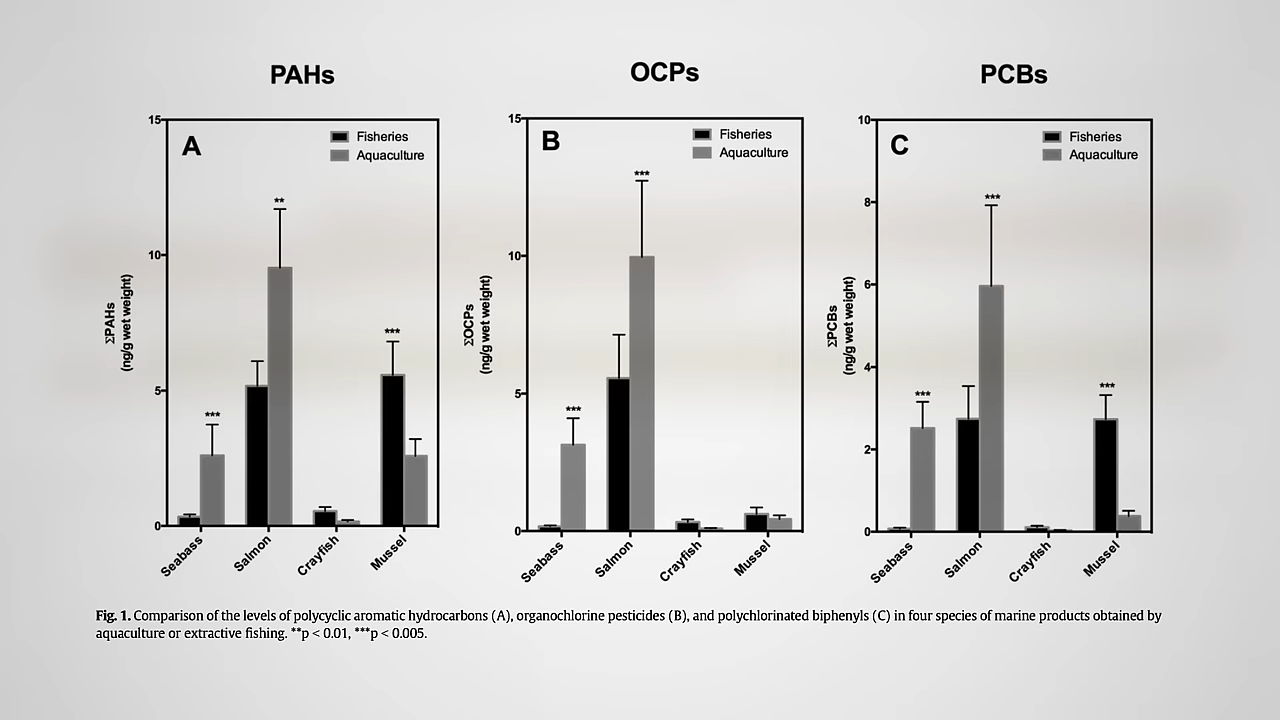 PAHs
OCPs
PCBs
15
10
5
0
A
Fisheries
Aquaculture
ΣPAHs
(ng/g wet weight)
***
**
***
Seabass
Salmon
Crayfish
Mussel
15
10
5
0
B
Fisheries
Aquaculture
ΣOCPs
(ng/g wet weight)
***
***
Seabass
Salmon
Crayfish
Mussel
10
8
6
4
2
0
C
Fisheries
Aquaculture
ΣPCBs
(ng/g wet weight)
***
***
***
Seabass
Salmon
Crayfish
Mussel
Fig. 1. Comparison of the levels of polycyclic aromatic hydrocarbons (A), organochlorine pesticides (B), and polychlorinated biphenyls (C) in four species of marine products obtained by
aquaculture or extractive fishing. **p < 0.01, ***p < 0.005.